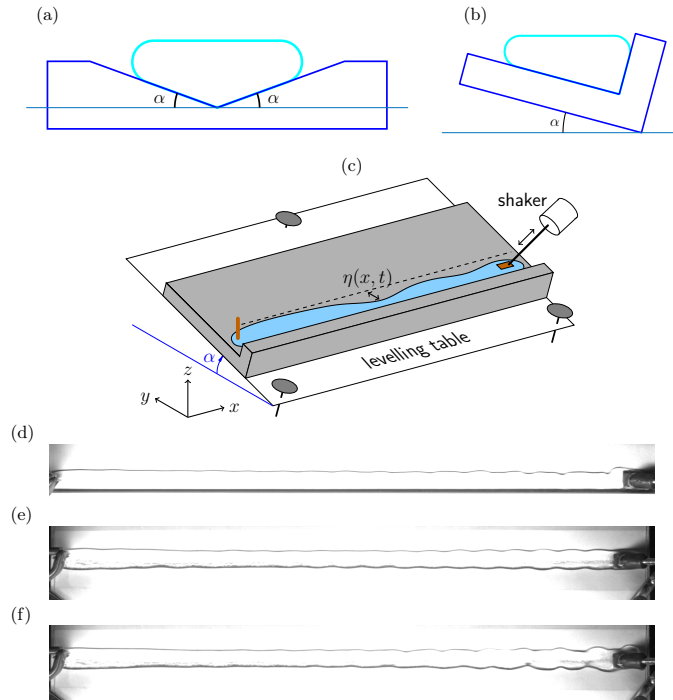 (a)
(b)
α
α
α
(c)
shaker
η(x, t)
levelling table
α
z
y
x
(d)
(e)
(f)